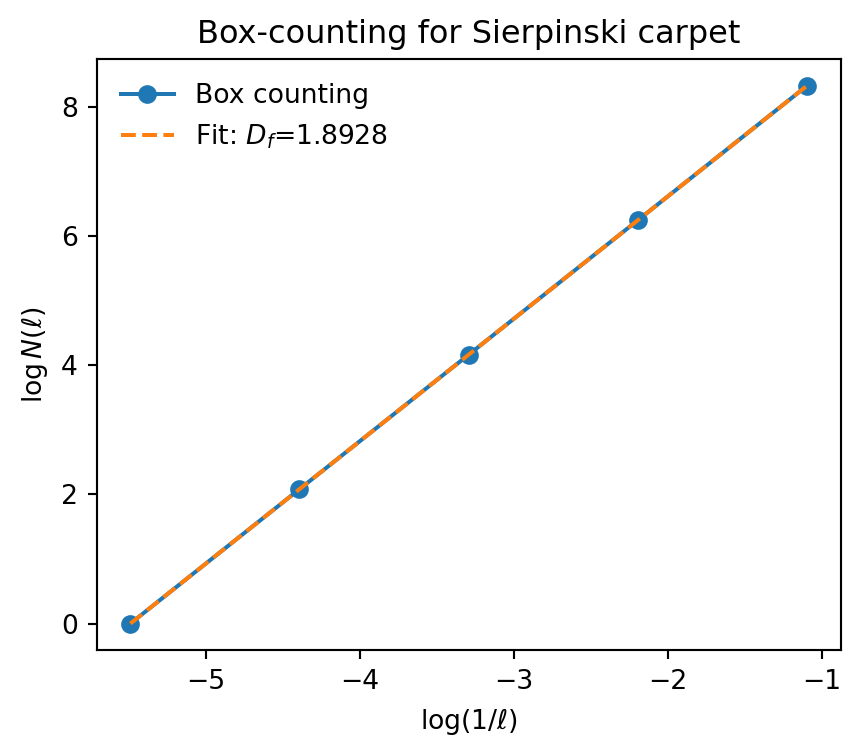 Box-counting for Sierpinski carpet
Box counting
Fit: $D_f$=1.8928
8
6
4
2
0
log N(ℓ)
−5 −4 −3 −2 −1
log(1/ℓ)